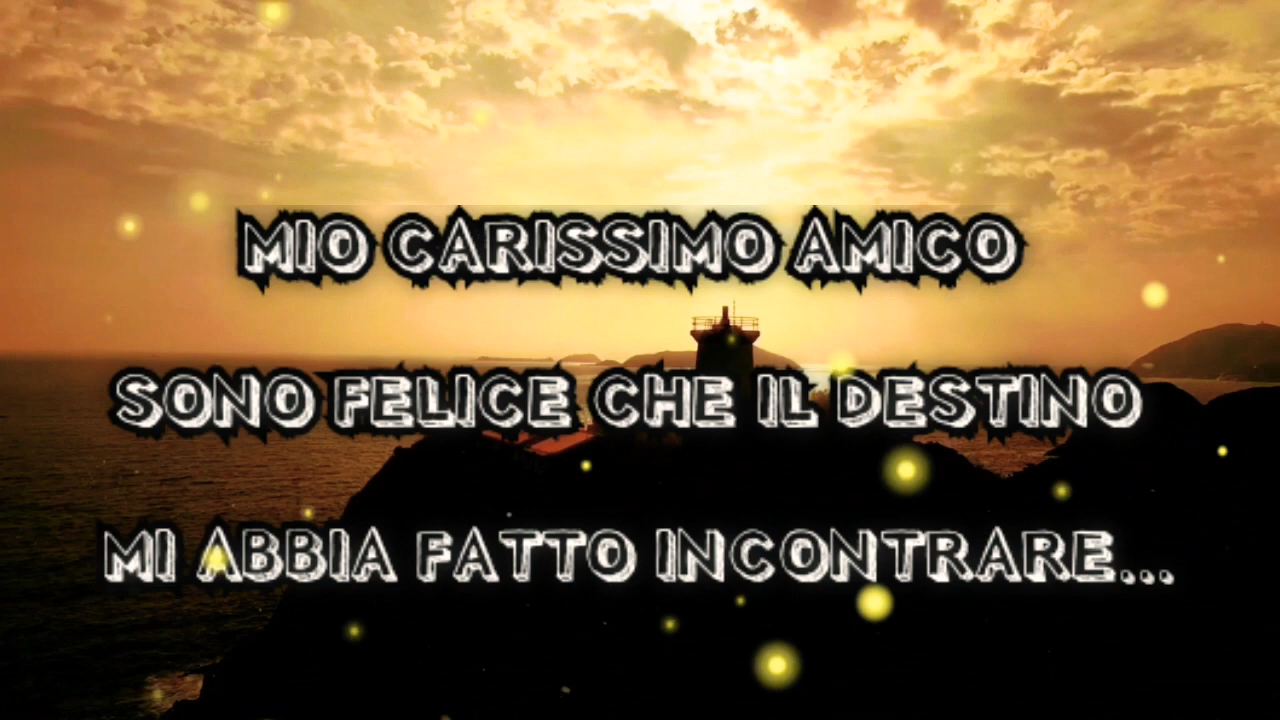 MIO CARISSIMO AMICO
SONO FELICE CHE IL DESTINO
MI ABBIA FATTO INCONTRARE...